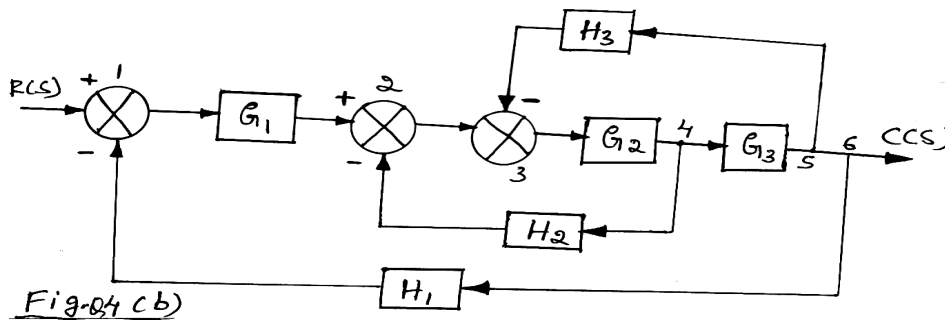 H3
+ 1
2
-
R(S)
+
G1
+
G2
4
G3
5
6
C(S)
-
-
3
H2
H1
Fig.Q4 (b)